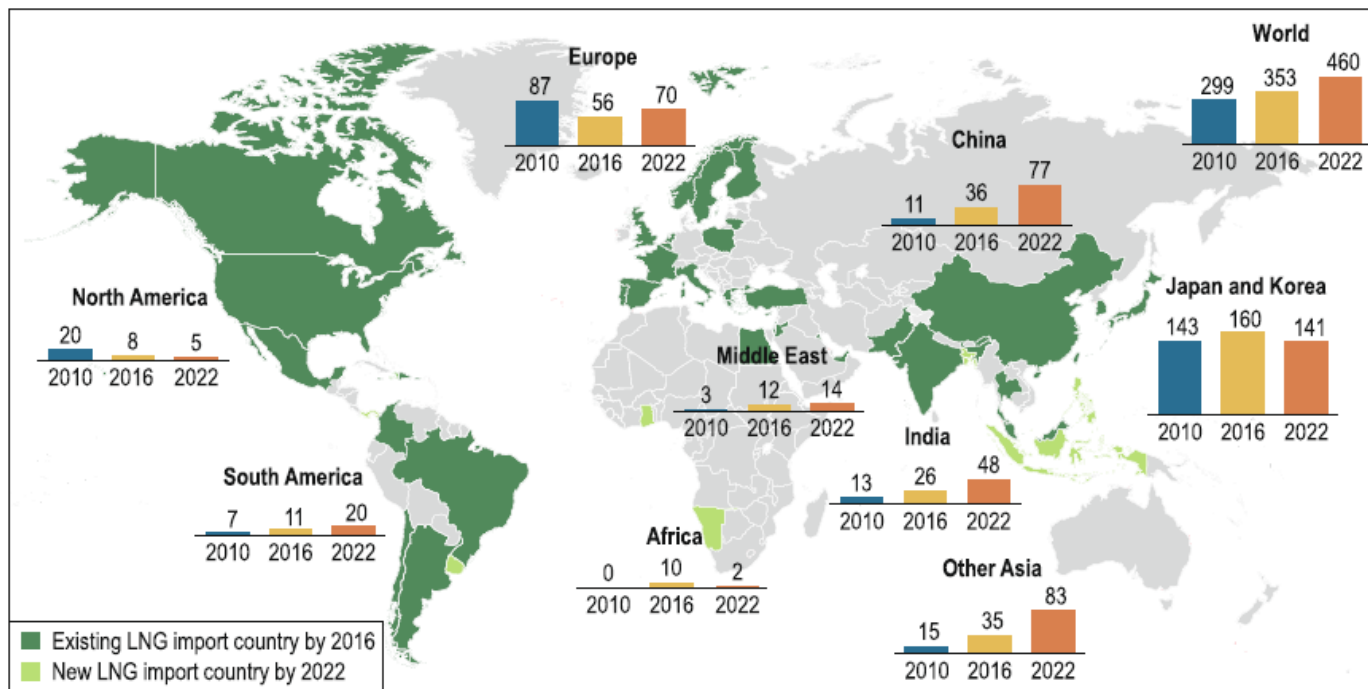 World
299 353 460
2010 2016 2022
Europe
87 56 70
2010 2016 2022
China
11 36 77
2010 2016 2022
North America
20 8 5
2010 2016 2022
Middle East
3 12 14
2010 2016 2022
Japan and Korea
143 160 141
2010 2016 2022
India
13 26 48
2010 2016 2022
South America
7 11 20
2010 2016 2022
Africa
0 10 2
2010 2016 2022
Other Asia
15 35 83
2010 2016 2022
Existing LNG import country by 2016
New LNG import country by 2022